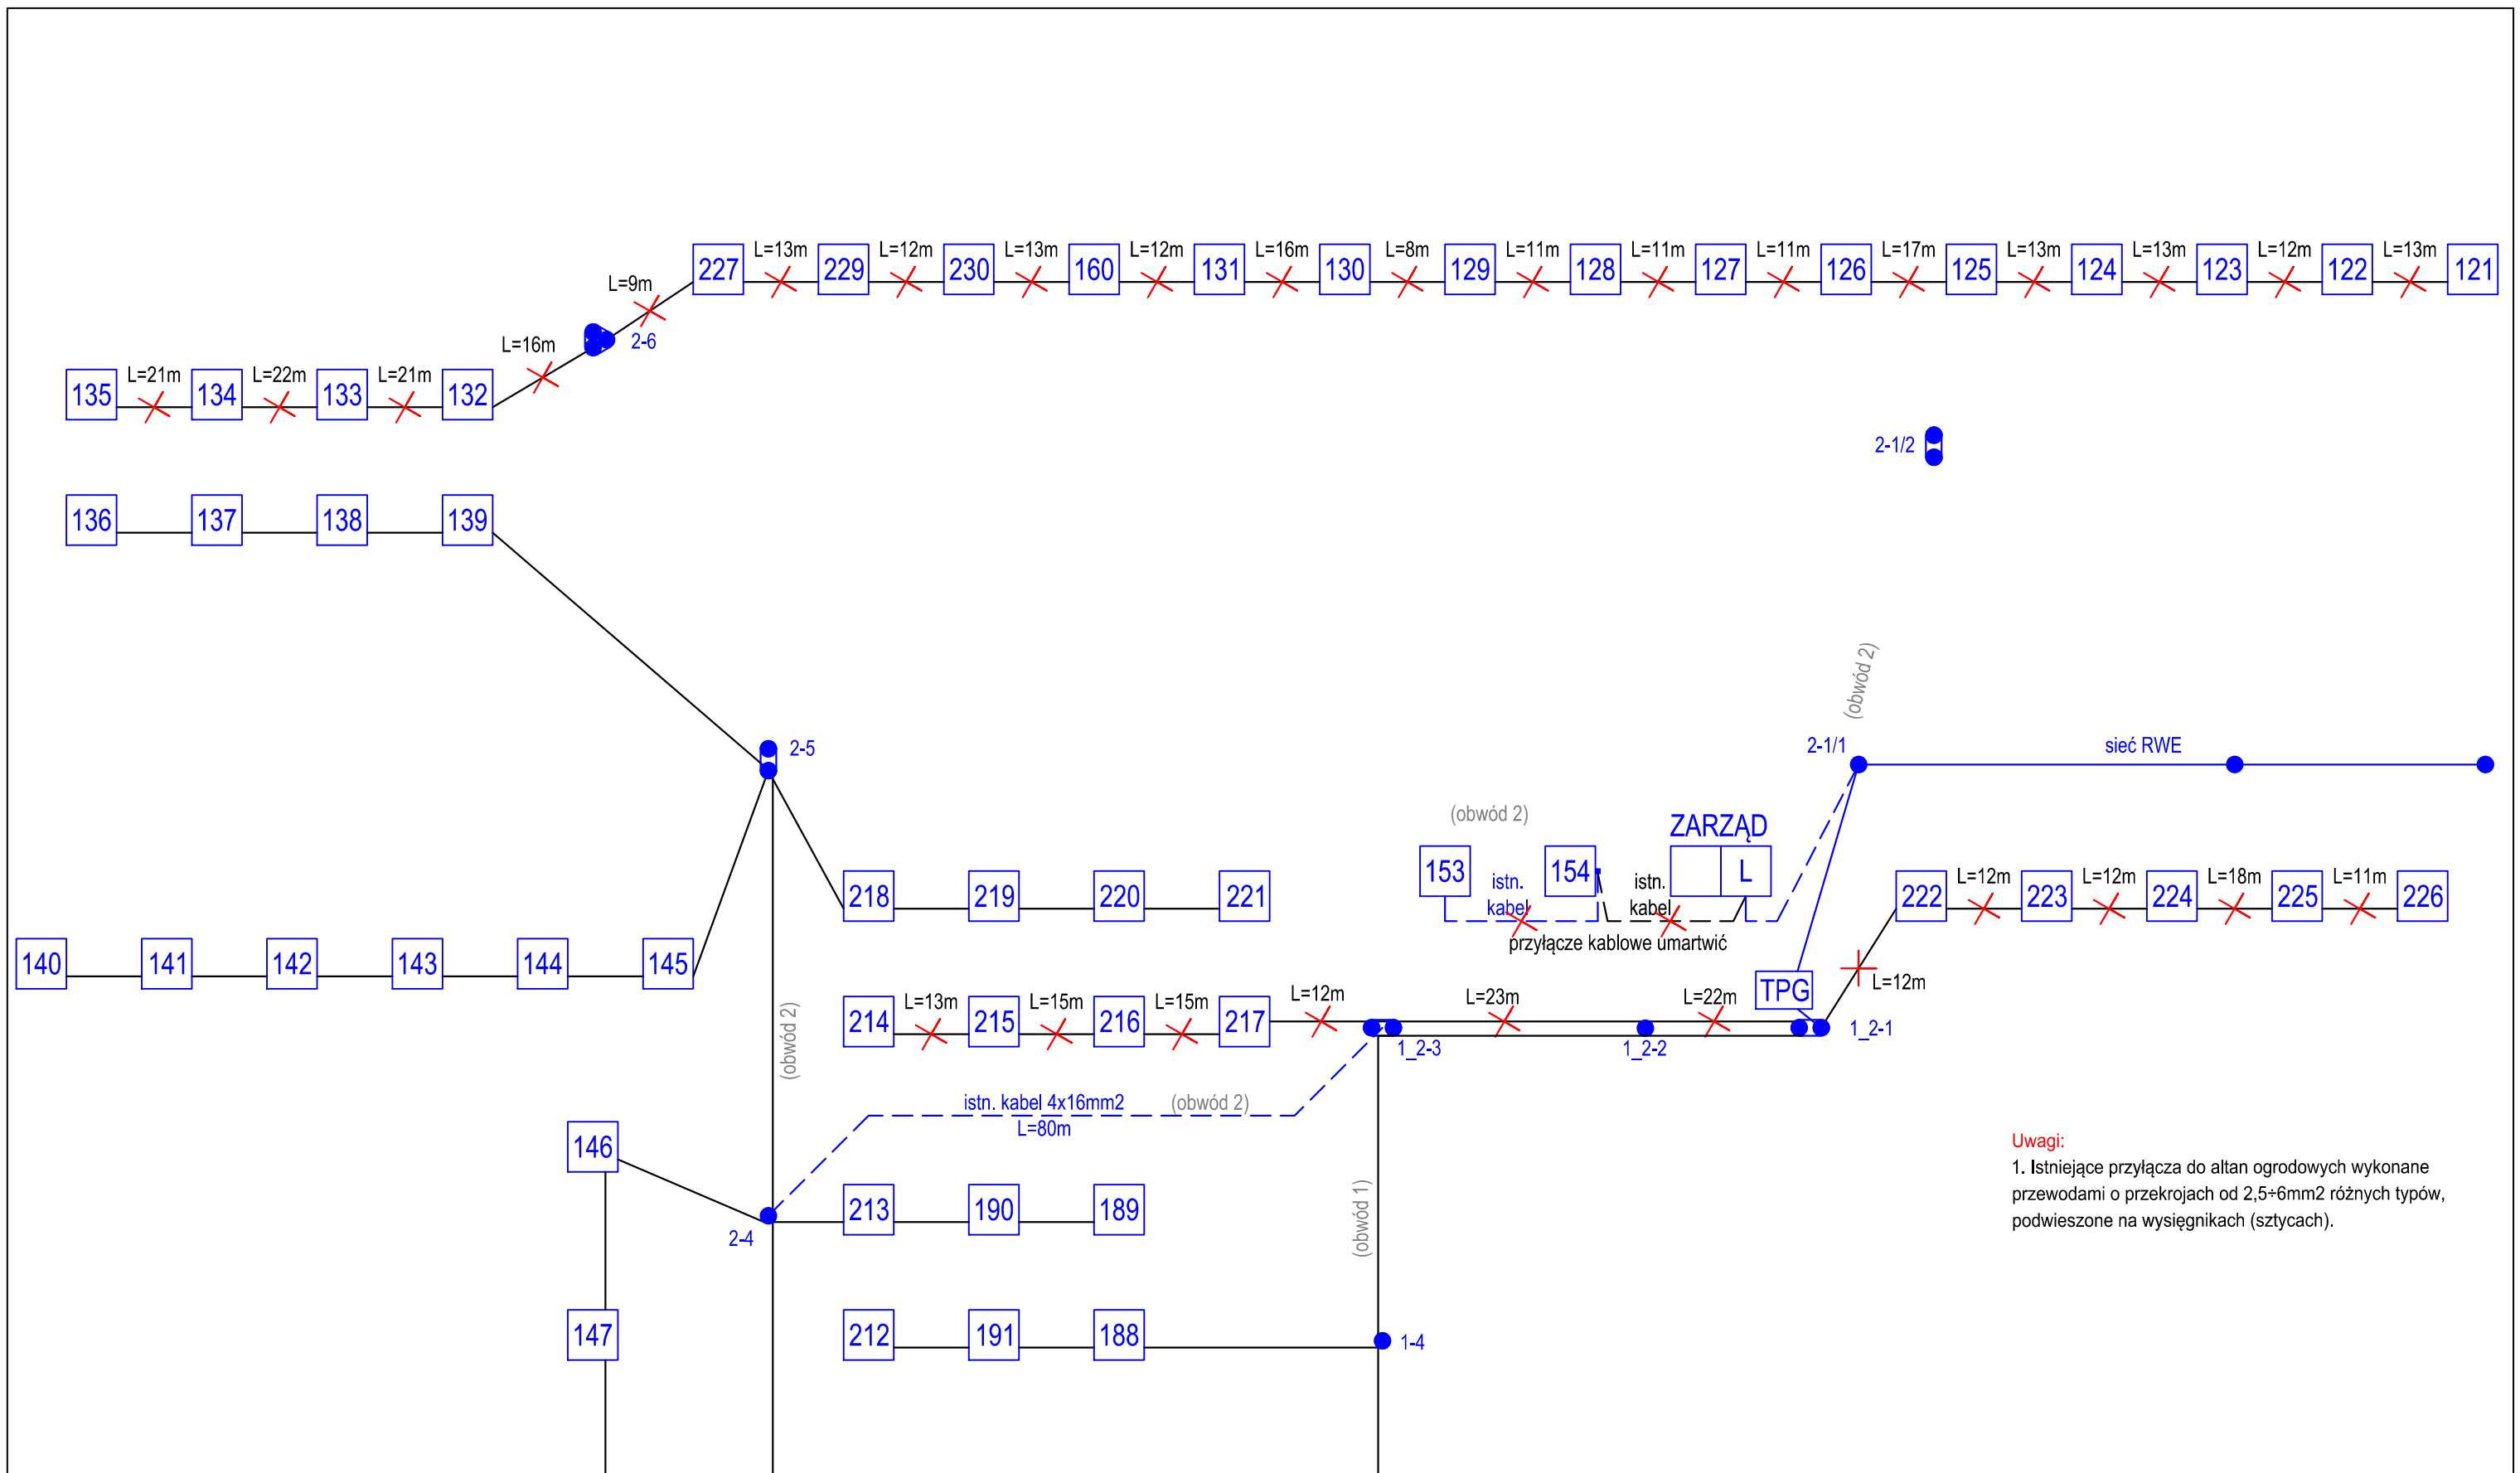 L=13m L=12m L=13m L=12m L=16m L=8m L=11m L=11m L=11m L=17m L=13m L=13m L=12m L=13m
227 229 230 160 131 130 129 128 127 126 125 124 123 122 121
L=9m
2-6
L=16m
L=21m L=22m L=21m
135 134 133 132
2-1/2
136 137 138 139
(obwód 2)
2-5
2-1/1
sieć RWE
(obwód 2)
ZARZĄD
153 154 L
istn.
kabel
istn.
kabel
przyłącze kablowe umartwić
L=12m L=12m L=18m L=11m
222 223 224 225 226
218 219 220 221
140 141 142 143 144 145
L=12m
TPG
L=13m L=15m L=15m L=12m L=23m L=22m
214 215 216 217
1_2-3
1_2-2
1_2-1
(obwód 2)
istn. kabel 4x16mm2
(obwód 2)
L=80m
146
Uwagi:
1. Istniejące przyłącza do altan ogrodowych wykonane
przewodami o przekrojach od 2,5÷6mm2 różnych typów,
podwieszone na wysięgnikach (sztycach).
213 190 189
2-4
(obwód 1)
147
212 191 188
1-4